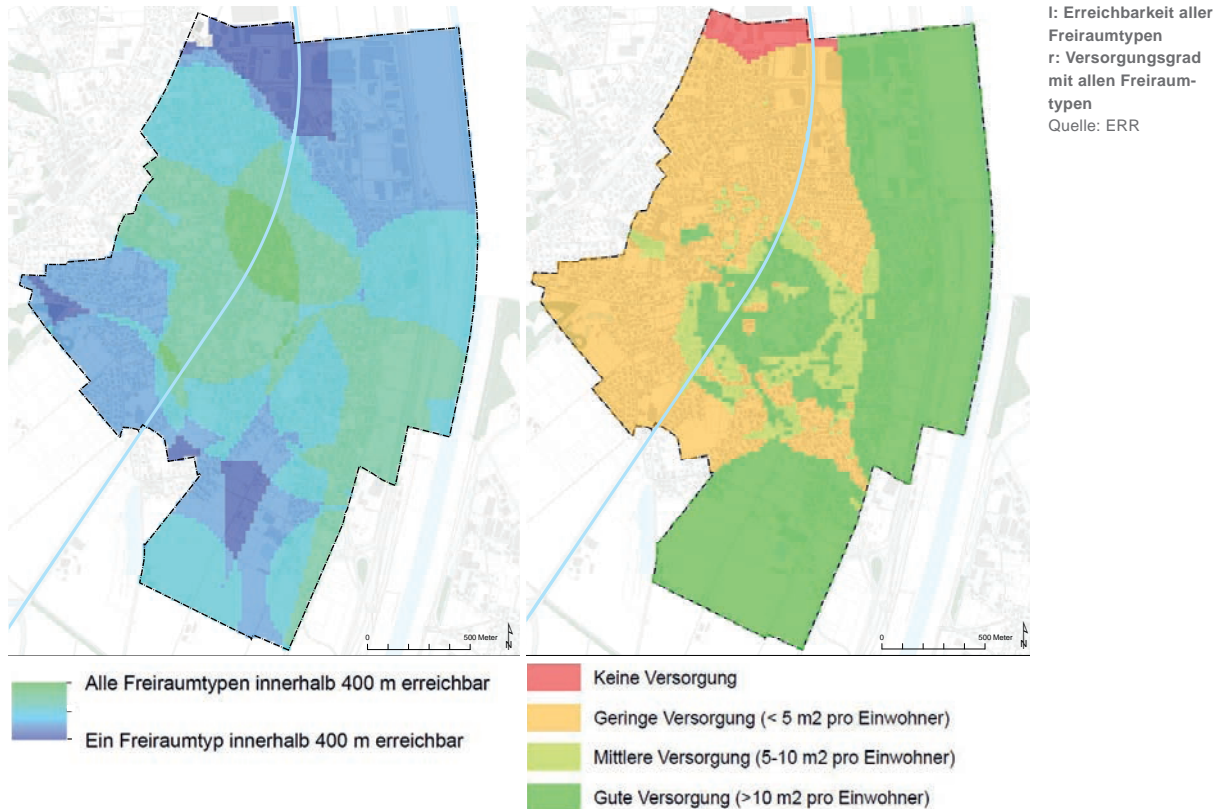 l: Erreichbarkeit aller
Freiraumtypen
r: Versorgungsgrad
mit allen Freiraum-
typen
Quelle: ERR
0 500 Meter
N
0 500 Meter
N
Alle Freiraumtypen innerhalb 400 m erreichbar
Ein Freiraumtyp innerhalb 400 m erreichbar
Keine Versorgung
Geringe Versorgung (< 5 m2 pro Einwohner)
Mittlere Versorgung (5-10 m2 pro Einwohner)
Gute Versorgung (>10 m2 pro Einwohner)